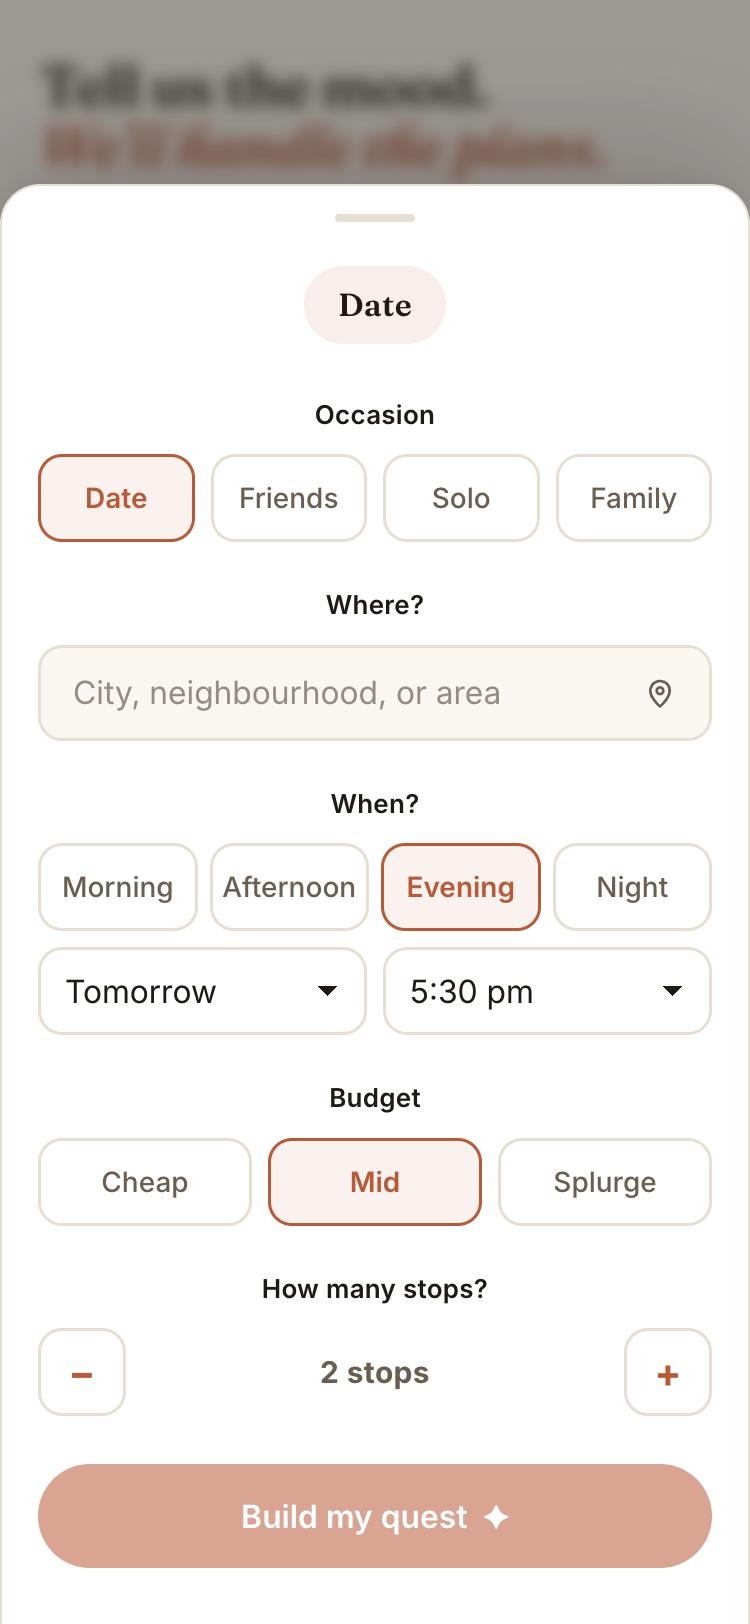 Tell us the mood.
We'll handle the plans.
Date
Occasion
Date Friends Solo Family
Where?
City, neighbourhood, or area
When?
Morning Afternoon Evening Night
Tomorrow 5:30 pm
Budget
Cheap Mid Splurge
How many stops?
− 2 stops +
Build my quest